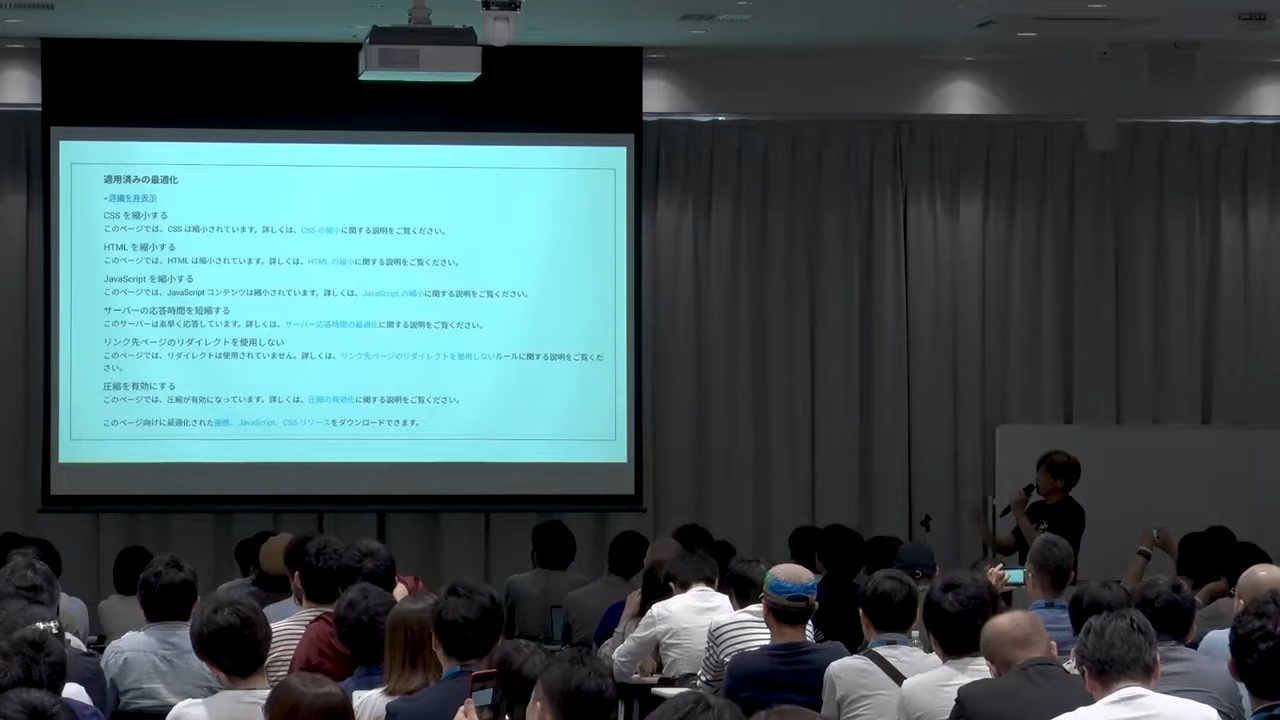 適用済みの最適化
詳細を非表示
CSS を縮小する
このページでは、CSS は縮小されています。詳しくは、CSS の縮小に関する説明をご覧ください。
HTML を縮小する
このページでは、HTML は縮小されています。詳しくは、HTML の縮小に関する説明をご覧ください。
JavaScript を縮小する
このページでは、JavaScript コンテンツは縮小されています。詳しくは、JavaScript の縮小に関する説明をご覧ください。
サーバーの応答時間を短縮する
このサーバーは素早く応答しています。詳しくは、サーバー応答時間の最適化に関する説明をご覧ください。
リンク先ページのリダイレクトを使用しない
このページでは、リダイレクトは使用されていません。詳しくは、リンク先ページのリダイレクトを使用しないルールに関する説明をご覧くだ
さい。
圧縮を有効にする
このページでは、圧縮が有効になっています。詳しくは、圧縮の有効化に関する説明をご覧ください。
このページ向けに最適化された画像、JavaScript、CSS リソースをダウンロードできます。